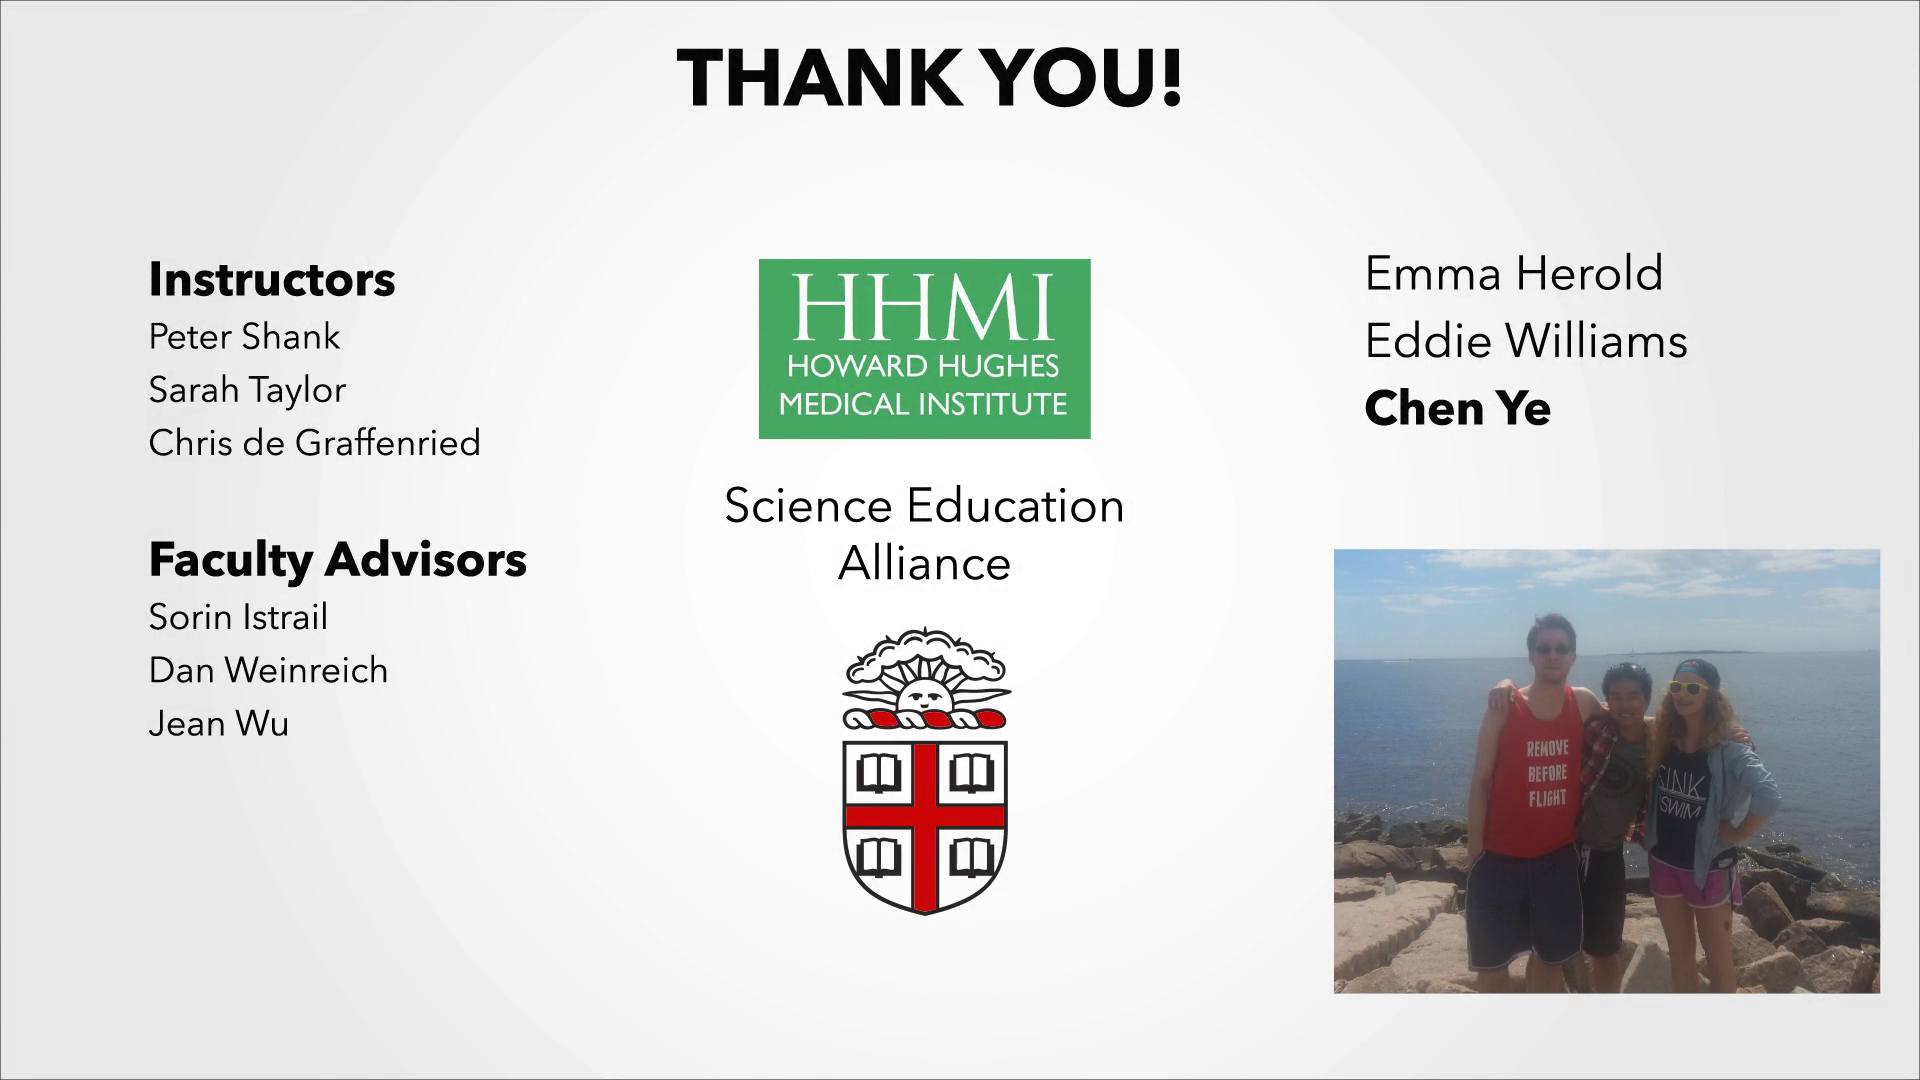 THANK YOU!
Instructors
Peter Shank
Sarah Taylor
Chris de Graffenried
Faculty Advisors
Sorin Istrail
Dan Weinreich
Jean Wu
HHMI
HOWARD HUGHES
MEDICAL INSTITUTE
Science Education
Alliance
Emma Herold
Eddie Williams
Chen Ye
REMOVE
BEFORE
FLIGHT
SINK
SWIM